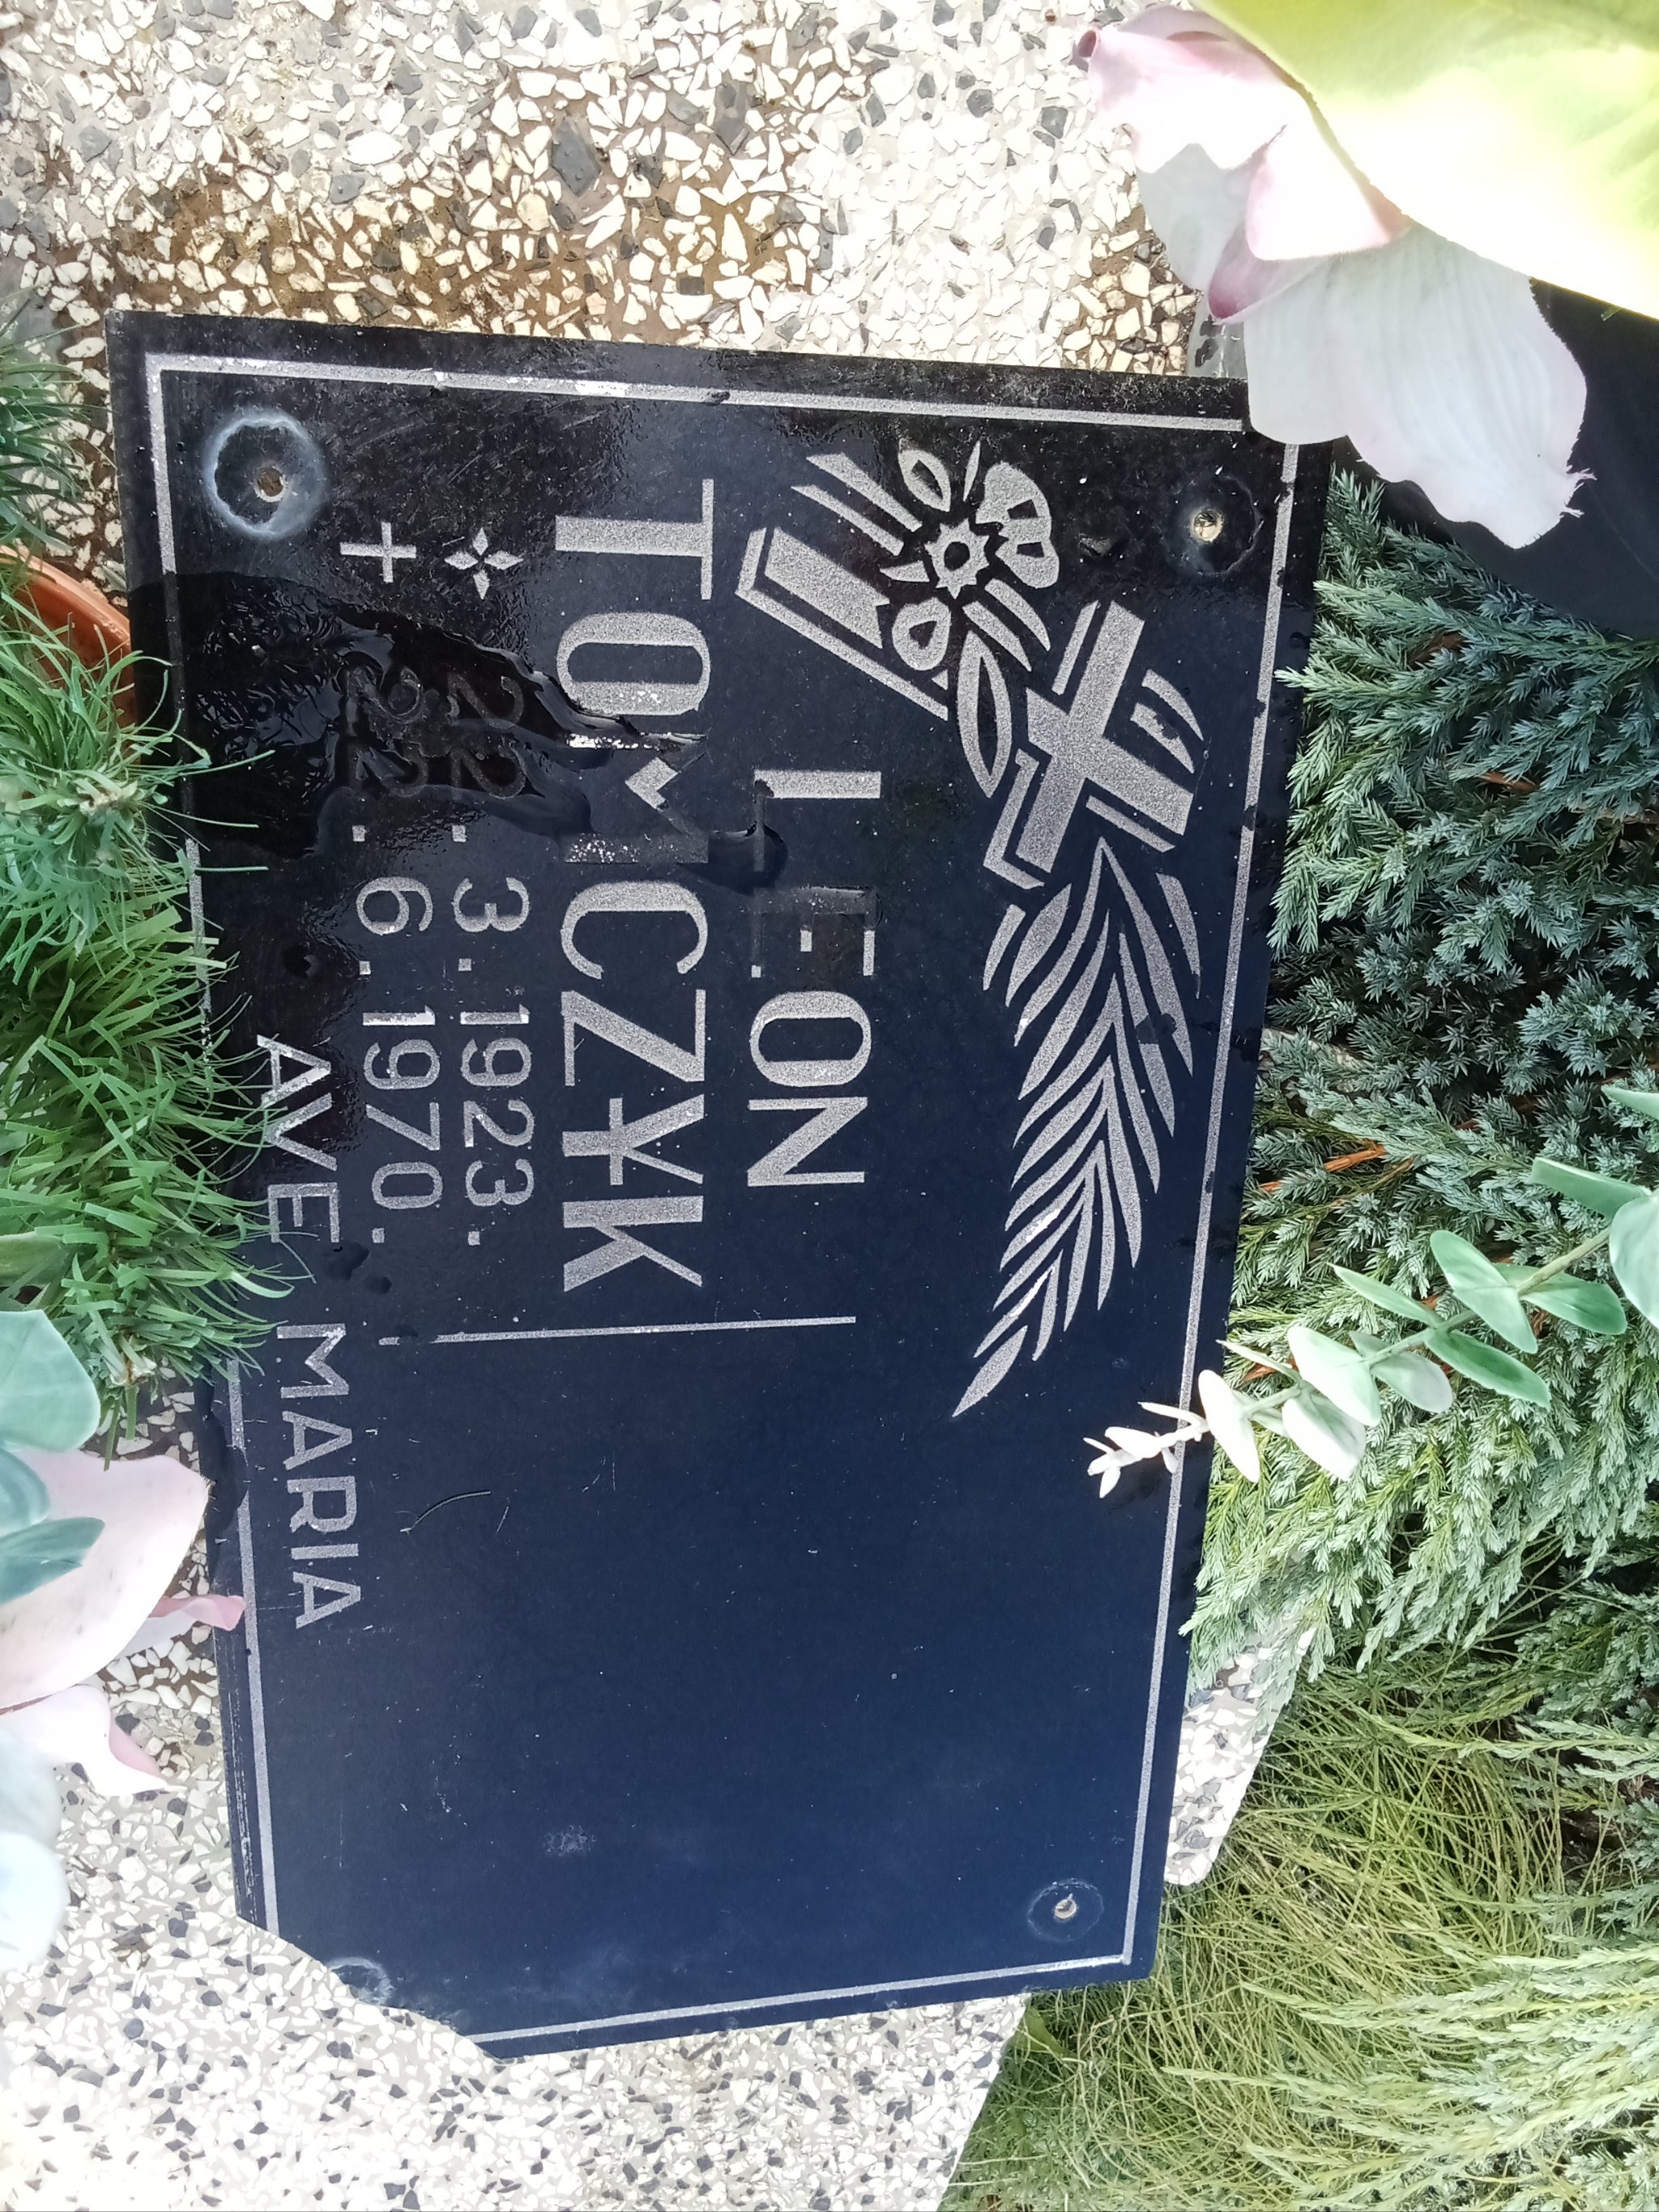 LEON
TOMCZYK
22.3.1923.
+ 22.6.1970.
AVE MARIA